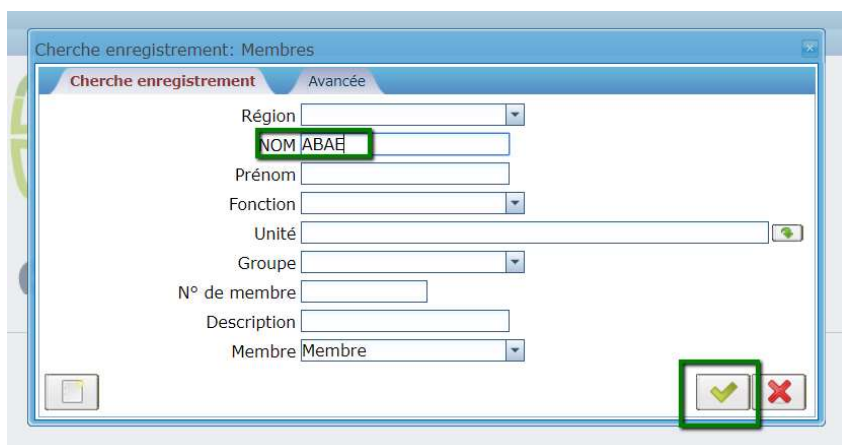 Cherche enregistrement: Membres
Cherche enregistrement Avancée
Région
NOM ABAE
Prénom
Fonction
Unité
Groupe
N° de membre
Description
Membre Membre